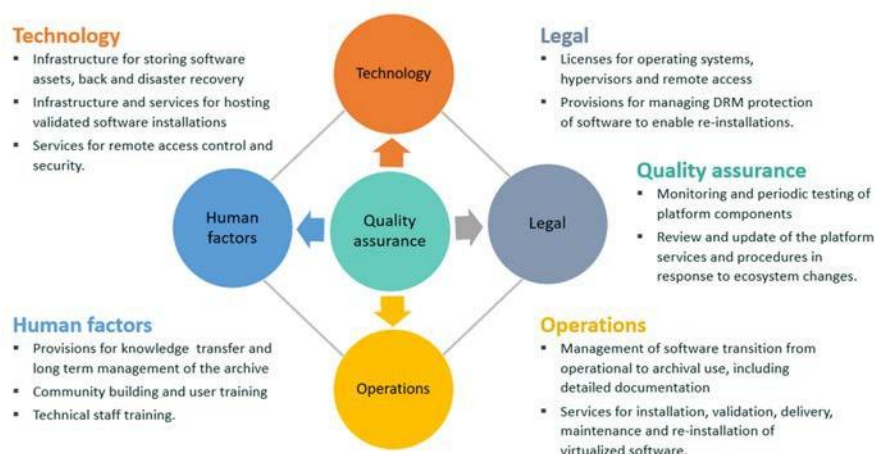 Technology
▪ Infrastructure for storing software
assets, back and disaster recovery
▪ Infrastructure and services for hosting
validated software installations
▪ Services for remote access control and
security.
Technology
Legal
▪ Licenses for operating systems,
hypervisors and remote access
▪ Provisions for managing DRM protection
of software to enable re-installations.
Human
factors
Quality
assurance
Legal
Quality assurance
▪ Monitoring and periodic testing of
platform components
▪ Review and update of the platform
services and procedures in
response to ecosystem changes.
Human factors
▪ Provisions for knowledge transfer and
long term management of the archive
▪ Community building and user training
▪ Technical staff training.
Operations
Operations
▪ Management of software transition from
operational to archival use, including
detailed documentation
▪ Services for installation, validation, delivery,
maintenance and re-installation of
virtualized software.